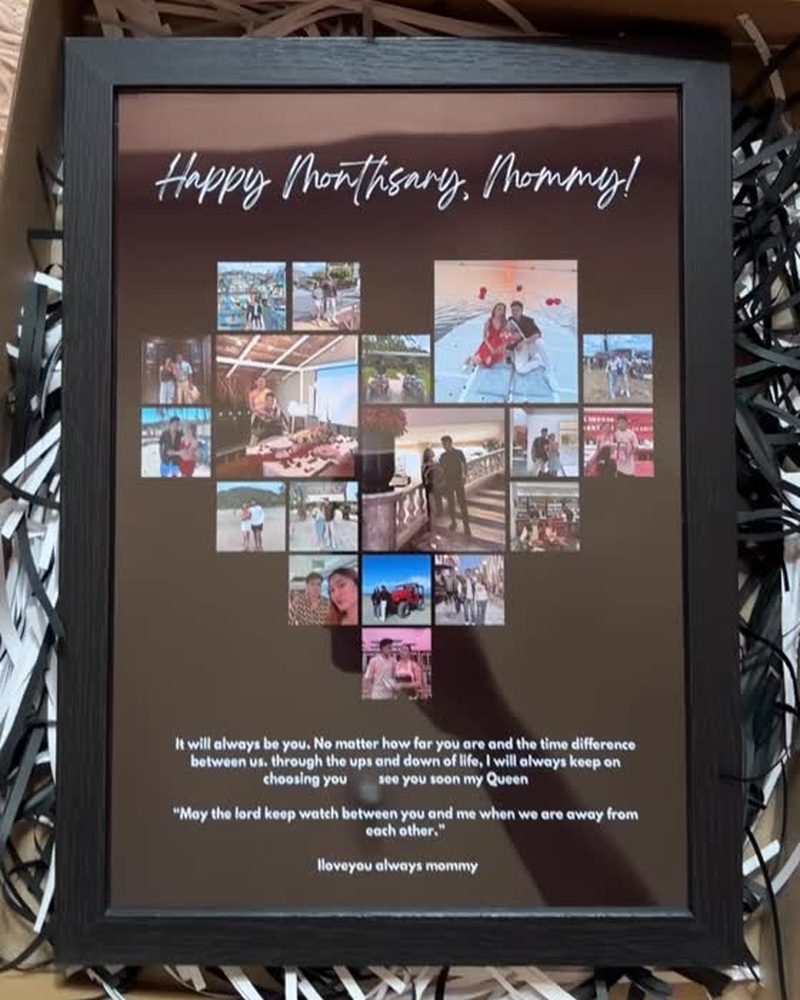 Happy Monthsary, Mommy!
It will always be you. No matter how far you are and the time difference
between us. through the ups and down of life, I will always keep on
choosing you see you soon my Queen
"May the lord keep watch between you and me when we are away from
each other."
Iloveyou always mommy